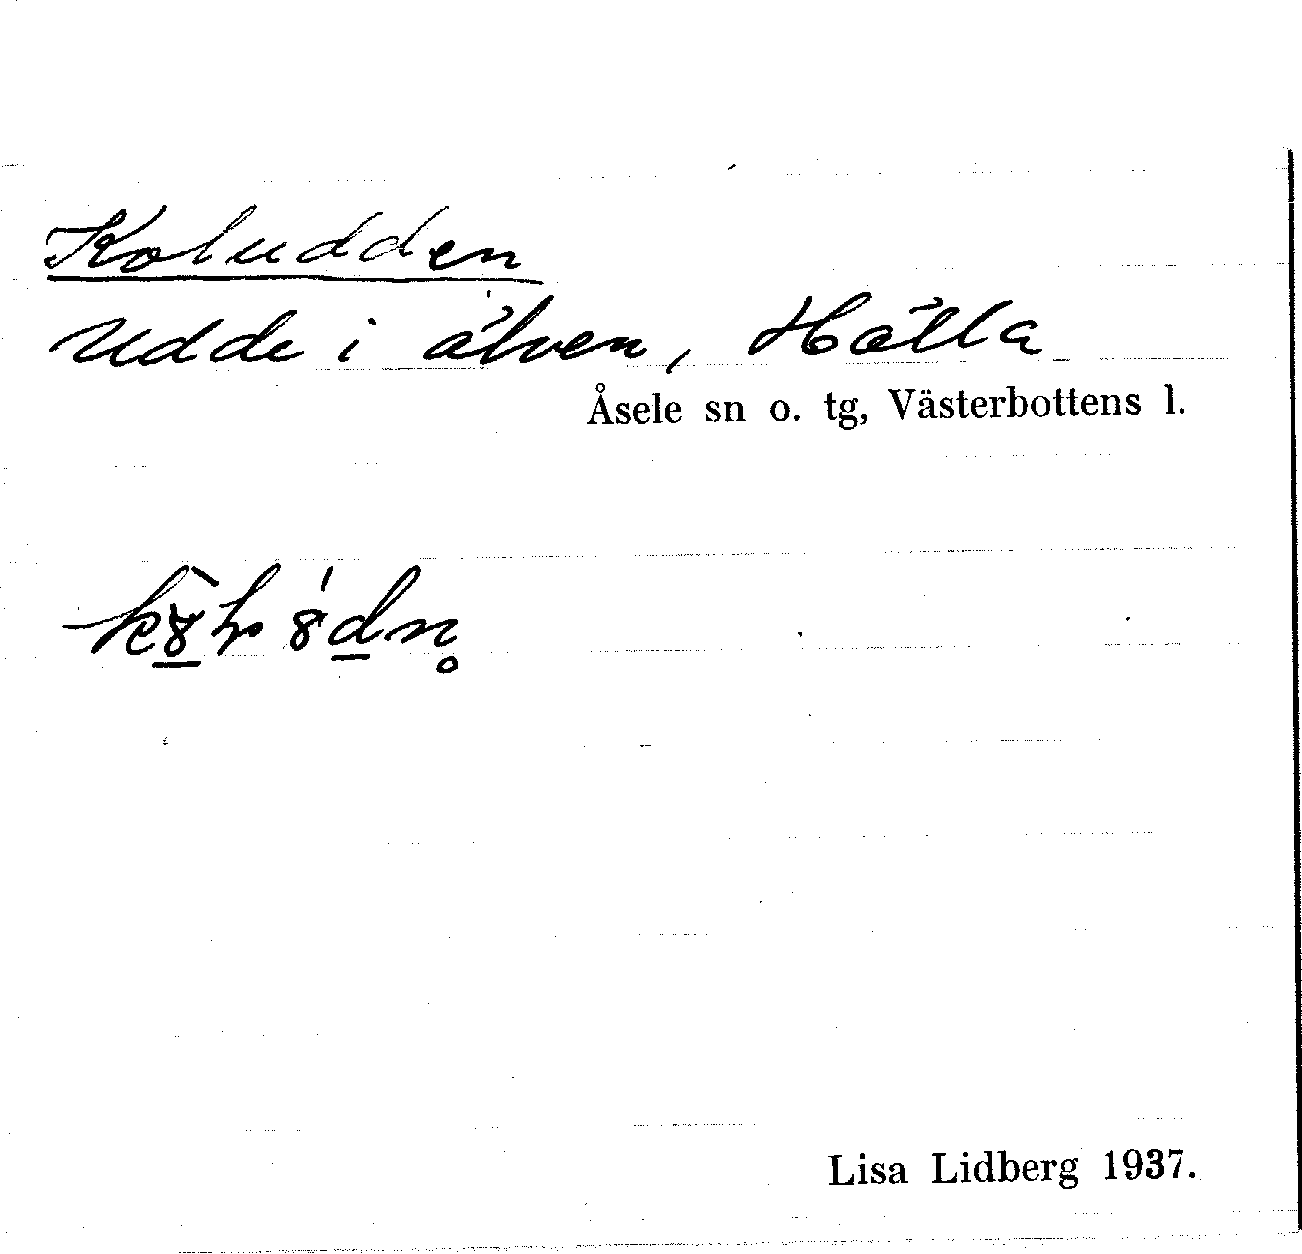 Koludden
Udde i älven, Hälla
Åsele sn o. tg, Västerbottens l.
Lisa Lidberg 1937.